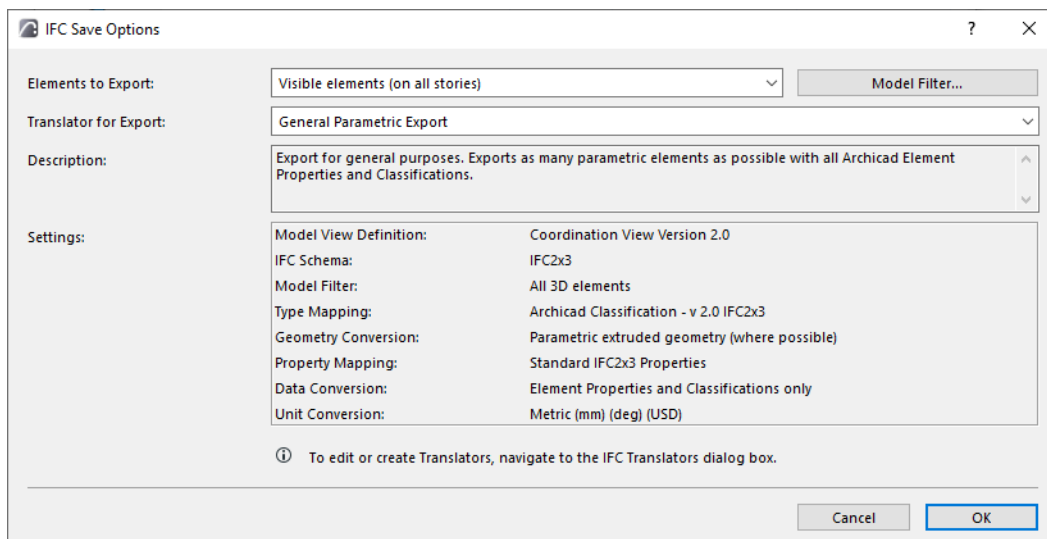 IFC Save Options
Elements to Export: Visible elements (on all stories) Model Filter...
Translator for Export: General Parametric Export
Description: Export for general purposes. Exports as many parametric elements as possible with all Archicad Element
Properties and Classifications.
Settings: Model View Definition: Coordination View Version 2.0
IFC Schema: IFC2x3
Model Filter: All 3D elements
Type Mapping: Archicad Classification - v 2.0 IFC2x3
Geometry Conversion: Parametric extruded geometry (where possible)
Property Mapping: Standard IFC2x3 Properties
Data Conversion: Element Properties and Classifications only
Unit Conversion: Metric (mm) (deg) (USD)
To edit or create Translators, navigate to the IFC Translators dialog box.
Cancel OK